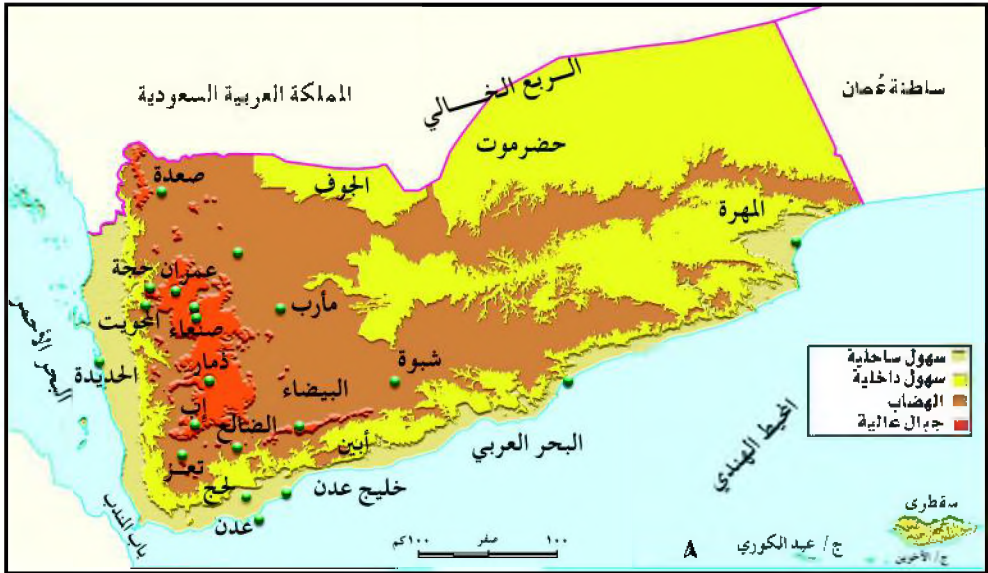 الربع الخالي
المملكة العربية السعودية
سلطنة عُمان
حضرموت
صعدة
الجوف
المهرة
عمران
حجة
مأرب
المحويت
صنعاء
البحر الأحمر
الحديدة
ذمار
شبوة
البيضاء
إب
الضالع
أبين
تعز
لحج
عدن
خليج عدن
البحر العربي
المحيط الهندي
باب المندب
سهول ساحلية
سهول داخلية
الهضاب
جبال عالية
سقطرى
ج/ عبد الكوري
ج/ الأخوين
١٠٠كم صفر ١٠٠